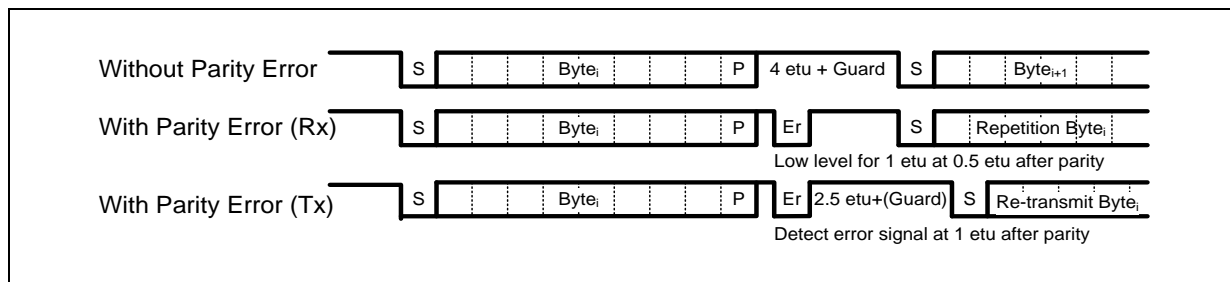 Without Parity Error S Byteᵢ P 4 etu + Guard S Byteᵢ₊₁
With Parity Error (Rx) S Byteᵢ P Er S Repetition Byteᵢ
Low level for 1 etu at 0.5 etu after parity
With Parity Error (Tx) S Byteᵢ P Er 2.5 etu+(Guard) S Re-transmit Byteᵢ
Detect error signal at 1 etu after parity